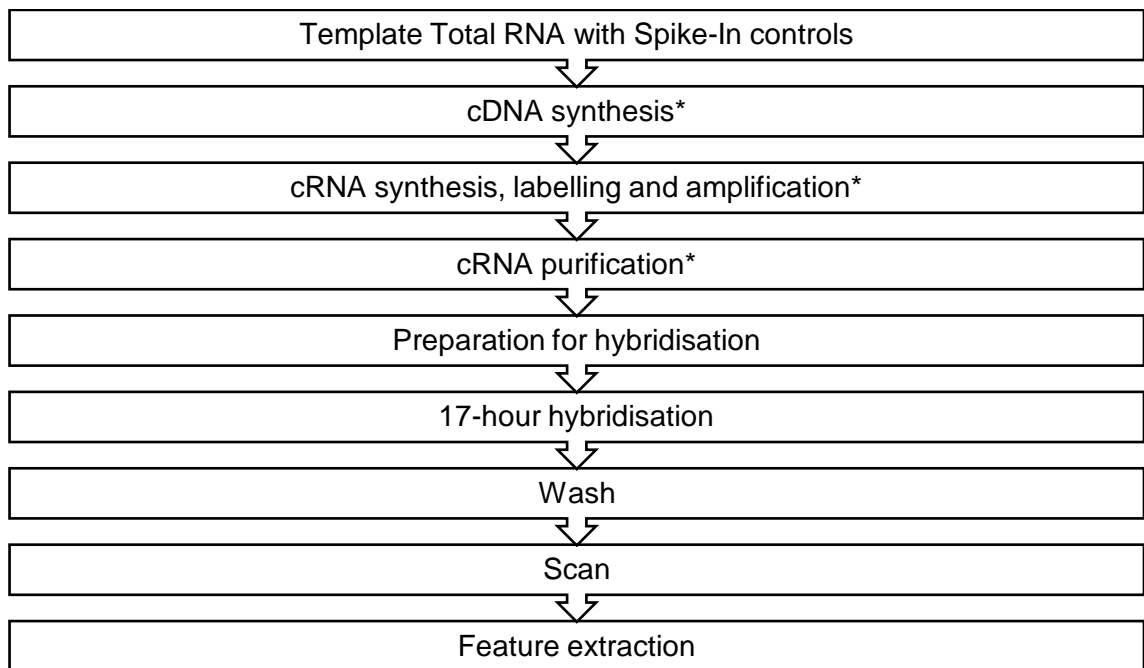 Template Total RNA with Spike-In controls
cDNA synthesis*
cRNA synthesis, labelling and amplification*
cRNA purification*
Preparation for hybridisation
17-hour hybridisation
Wash
Scan
Feature extraction